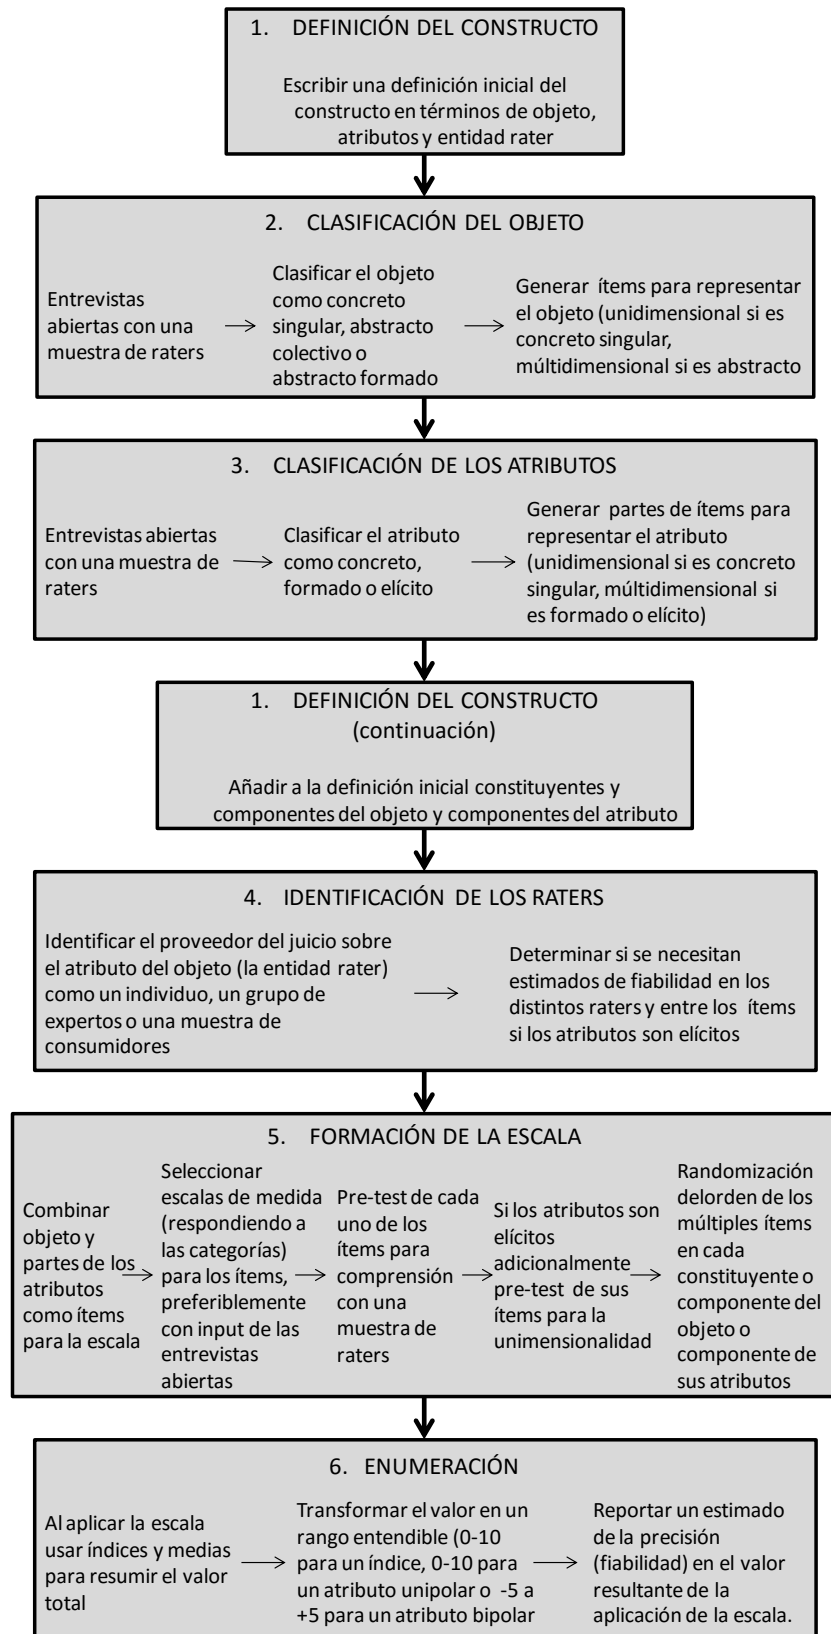 1. DEFINICIÓN DEL CONSTRUCTO
Escribir una definición inicial del
constructo en términos de objeto,
atributos y entidad rater
2. CLASIFICACIÓN DEL OBJETO
Entrevistas
abiertas con una
muestra de raters
Clasificar el objeto
como concreto
singular, abstracto
colectivo o
abstracto formado
Generar ítems para representar
el objeto (unidimensional si es
concreto singular,
múltidimensional si es abstracto
3. CLASIFICACIÓN DE LOS ATRIBUTOS
Entrevistas abiertas
con una muestra de
raters
Clasificar el atributo
como concreto,
formado o elícito
Generar partes de ítems para
representar el atributo
(unidimensional si es concreto
singular, múltidimensional si
es formado o elícito)
1. DEFINICIÓN DEL CONSTRUCTO
(continuación)
Añadir a la definición inicial constituyentes y
componentes del objeto y componentes del atributo
4. IDENTIFICACIÓN DE LOS RATERS
Identificar el proveedor del juicio sobre
el atributo del objeto (la entidad rater)
como un individuo, un grupo de
expertos o una muestra de
consumidores
Determinar si se necesitan
estimados de fiabilidad en los
distintos raters y entre los ítems
si los atributos son elícitos
5. FORMACIÓN DE LA ESCALA
Combinar
objeto y
partes de los
atributos
como ítems
para la escala
Seleccionar
escalas de medida
(respondiendo a
las categorías)
para los ítems,
preferiblemente
con input de las
entrevistas
abiertas
Pre-test de cada
uno de los
ítems para
comprensión
con una
muestra de
raters
Si los atributos son
elícitos
adicionalmente
pre-test de sus
ítems para la
unimensionalidad
Randomización
delorden de los
múltiples ítems
en cada
constituyente o
componente del
objeto o
componente de
sus atributos
6. ENUMERACIÓN
Al aplicar la escala
usar índices y medias
para resumir el valor
total
Transformar el valor en un
rango entendible (0-10
para un índice, 0-10 para
un atributo unipolar o -5 a
+5 para un atributo bipolar
Reportar un estimado
de la precisión
(fiabilidad) en el valor
resultante de la
aplicación de la escala.